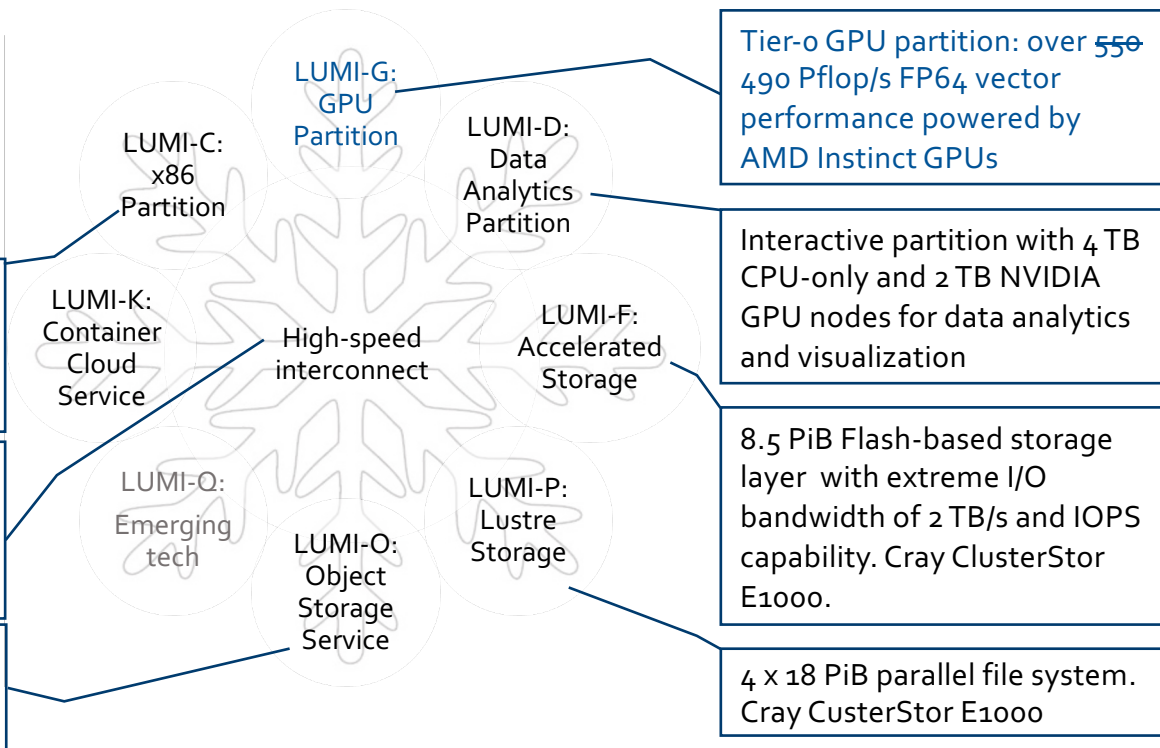 LUMI-G:
GPU
Partition
LUMI-C:
x86
Partition
LUMI-D:
Data
Analytics
Partition
LUMI-K:
Container
Cloud
Service
High-speed
interconnect
LUMI-F:
Accelerated
Storage
LUMI-Q:
Emerging
tech
LUMI-O:
Object
Storage
Service
LUMI-P:
Lustre
Storage
Tier-0 GPU partition: over 550
490 Pflop/s FP64 vector
performance powered by
AMD Instinct GPUs
Interactive partition with 4 TB
CPU-only and 2 TB NVIDIA
GPU nodes for data analytics
and visualization
8.5 PiB Flash-based storage
layer with extreme I/O
bandwidth of 2 TB/s and IOPS
capability. Cray ClusterStor
E1000.
4 x 18 PiB parallel file system.
Cray CusterStor E1000